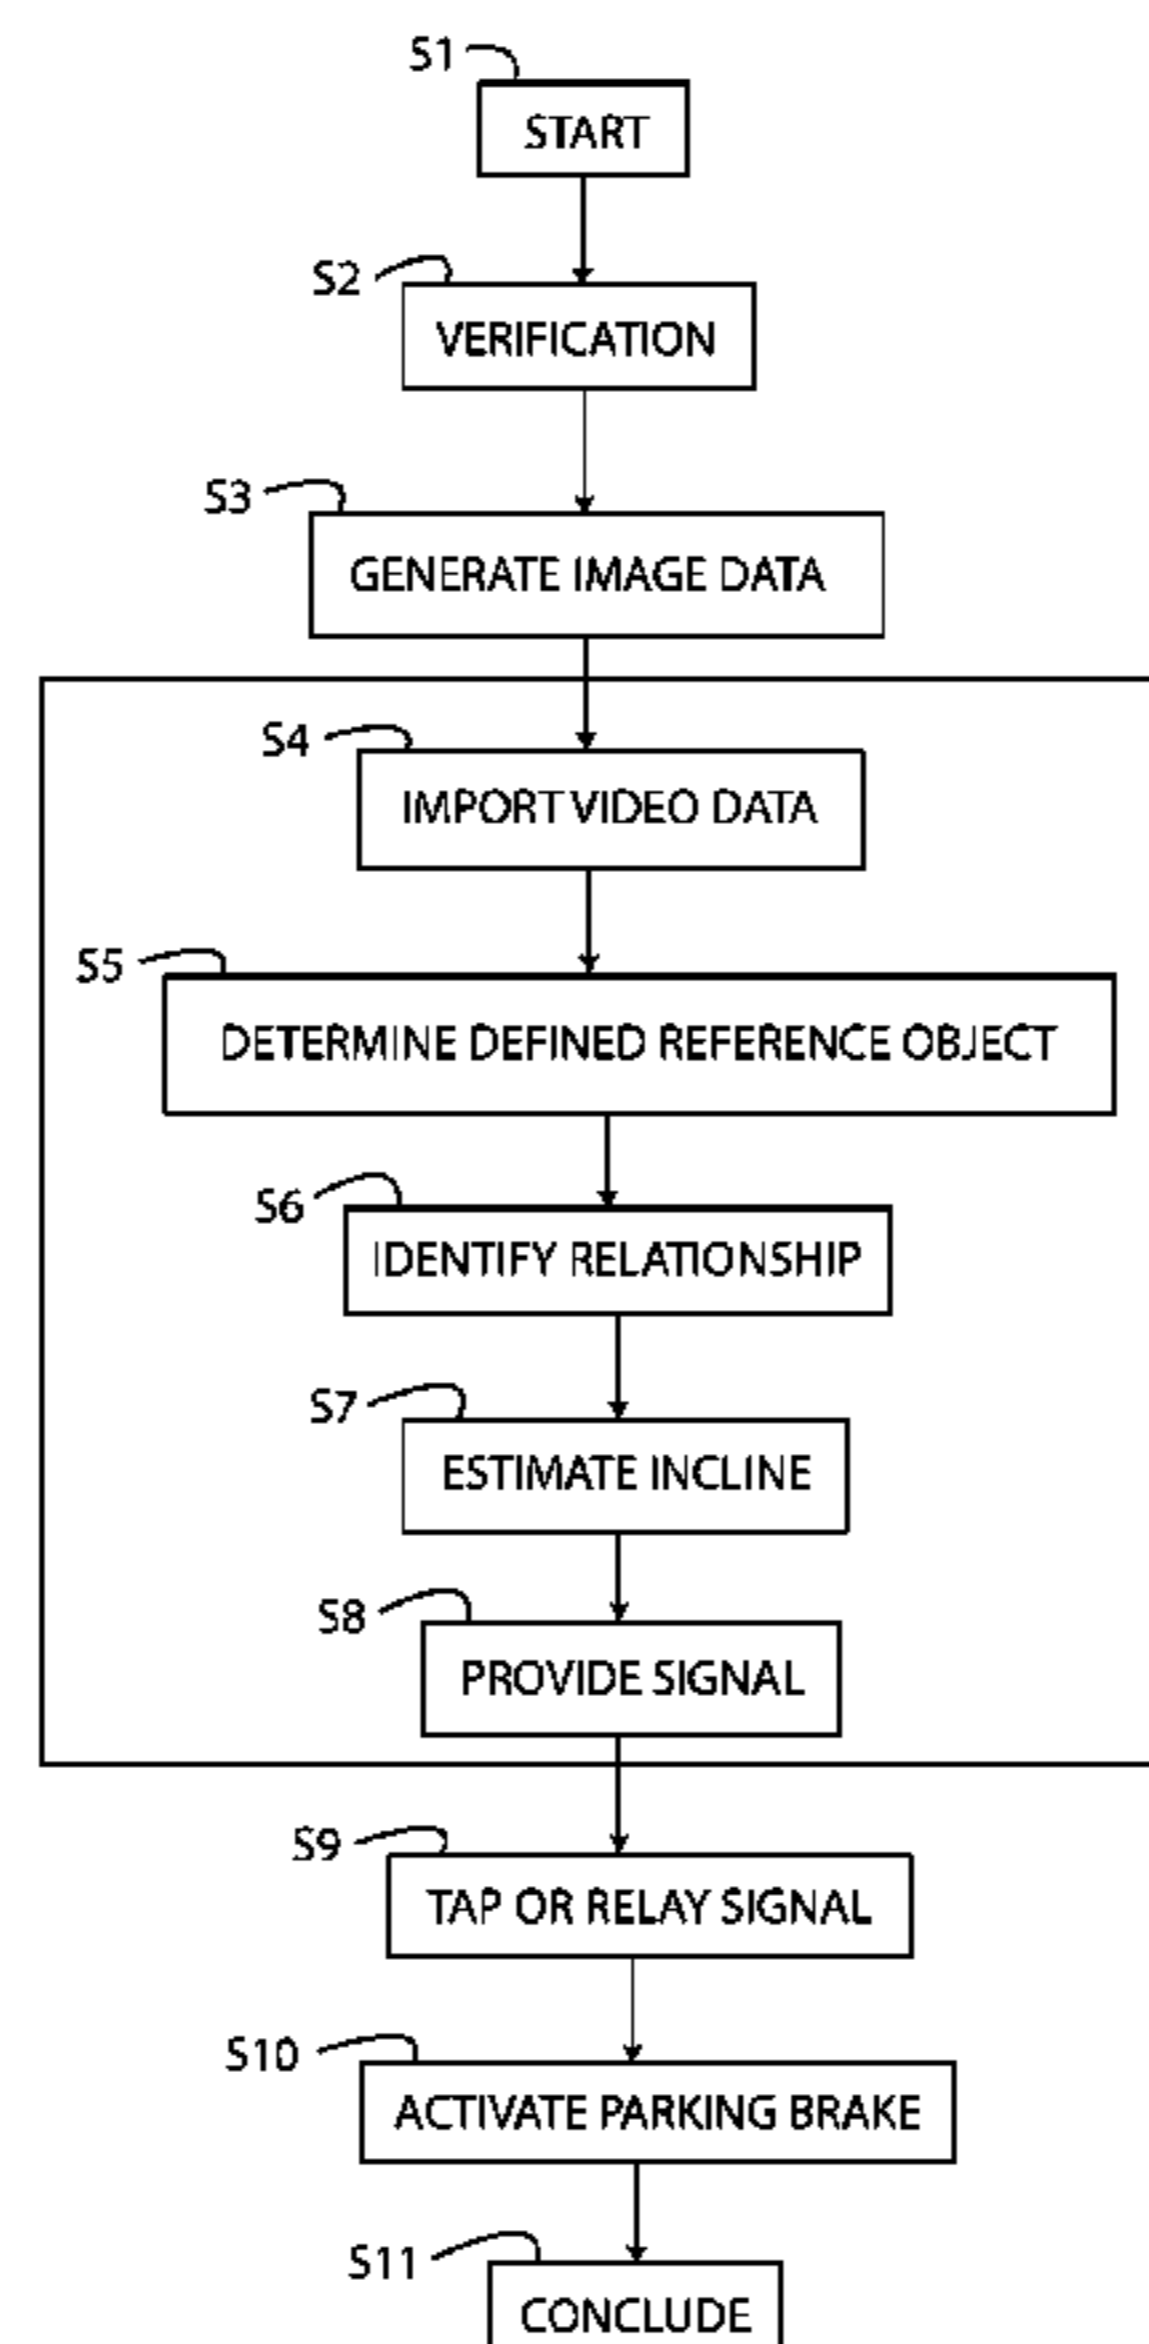 S1
START
S2
VERIFICATION
S3
GENERATE IMAGE DATA
S4
IMPORT VIDEO DATA
S5
DETERMINE DEFINED REFERENCE OBJECT
S6
IDENTIFY RELATIONSHIP
S7
ESTIMATE INCLINE
S8
PROVIDE SIGNAL
S9
TAP OR RELAY SIGNAL
S10
ACTIVATE PARKING BRAKE
S11
CONCLUDE